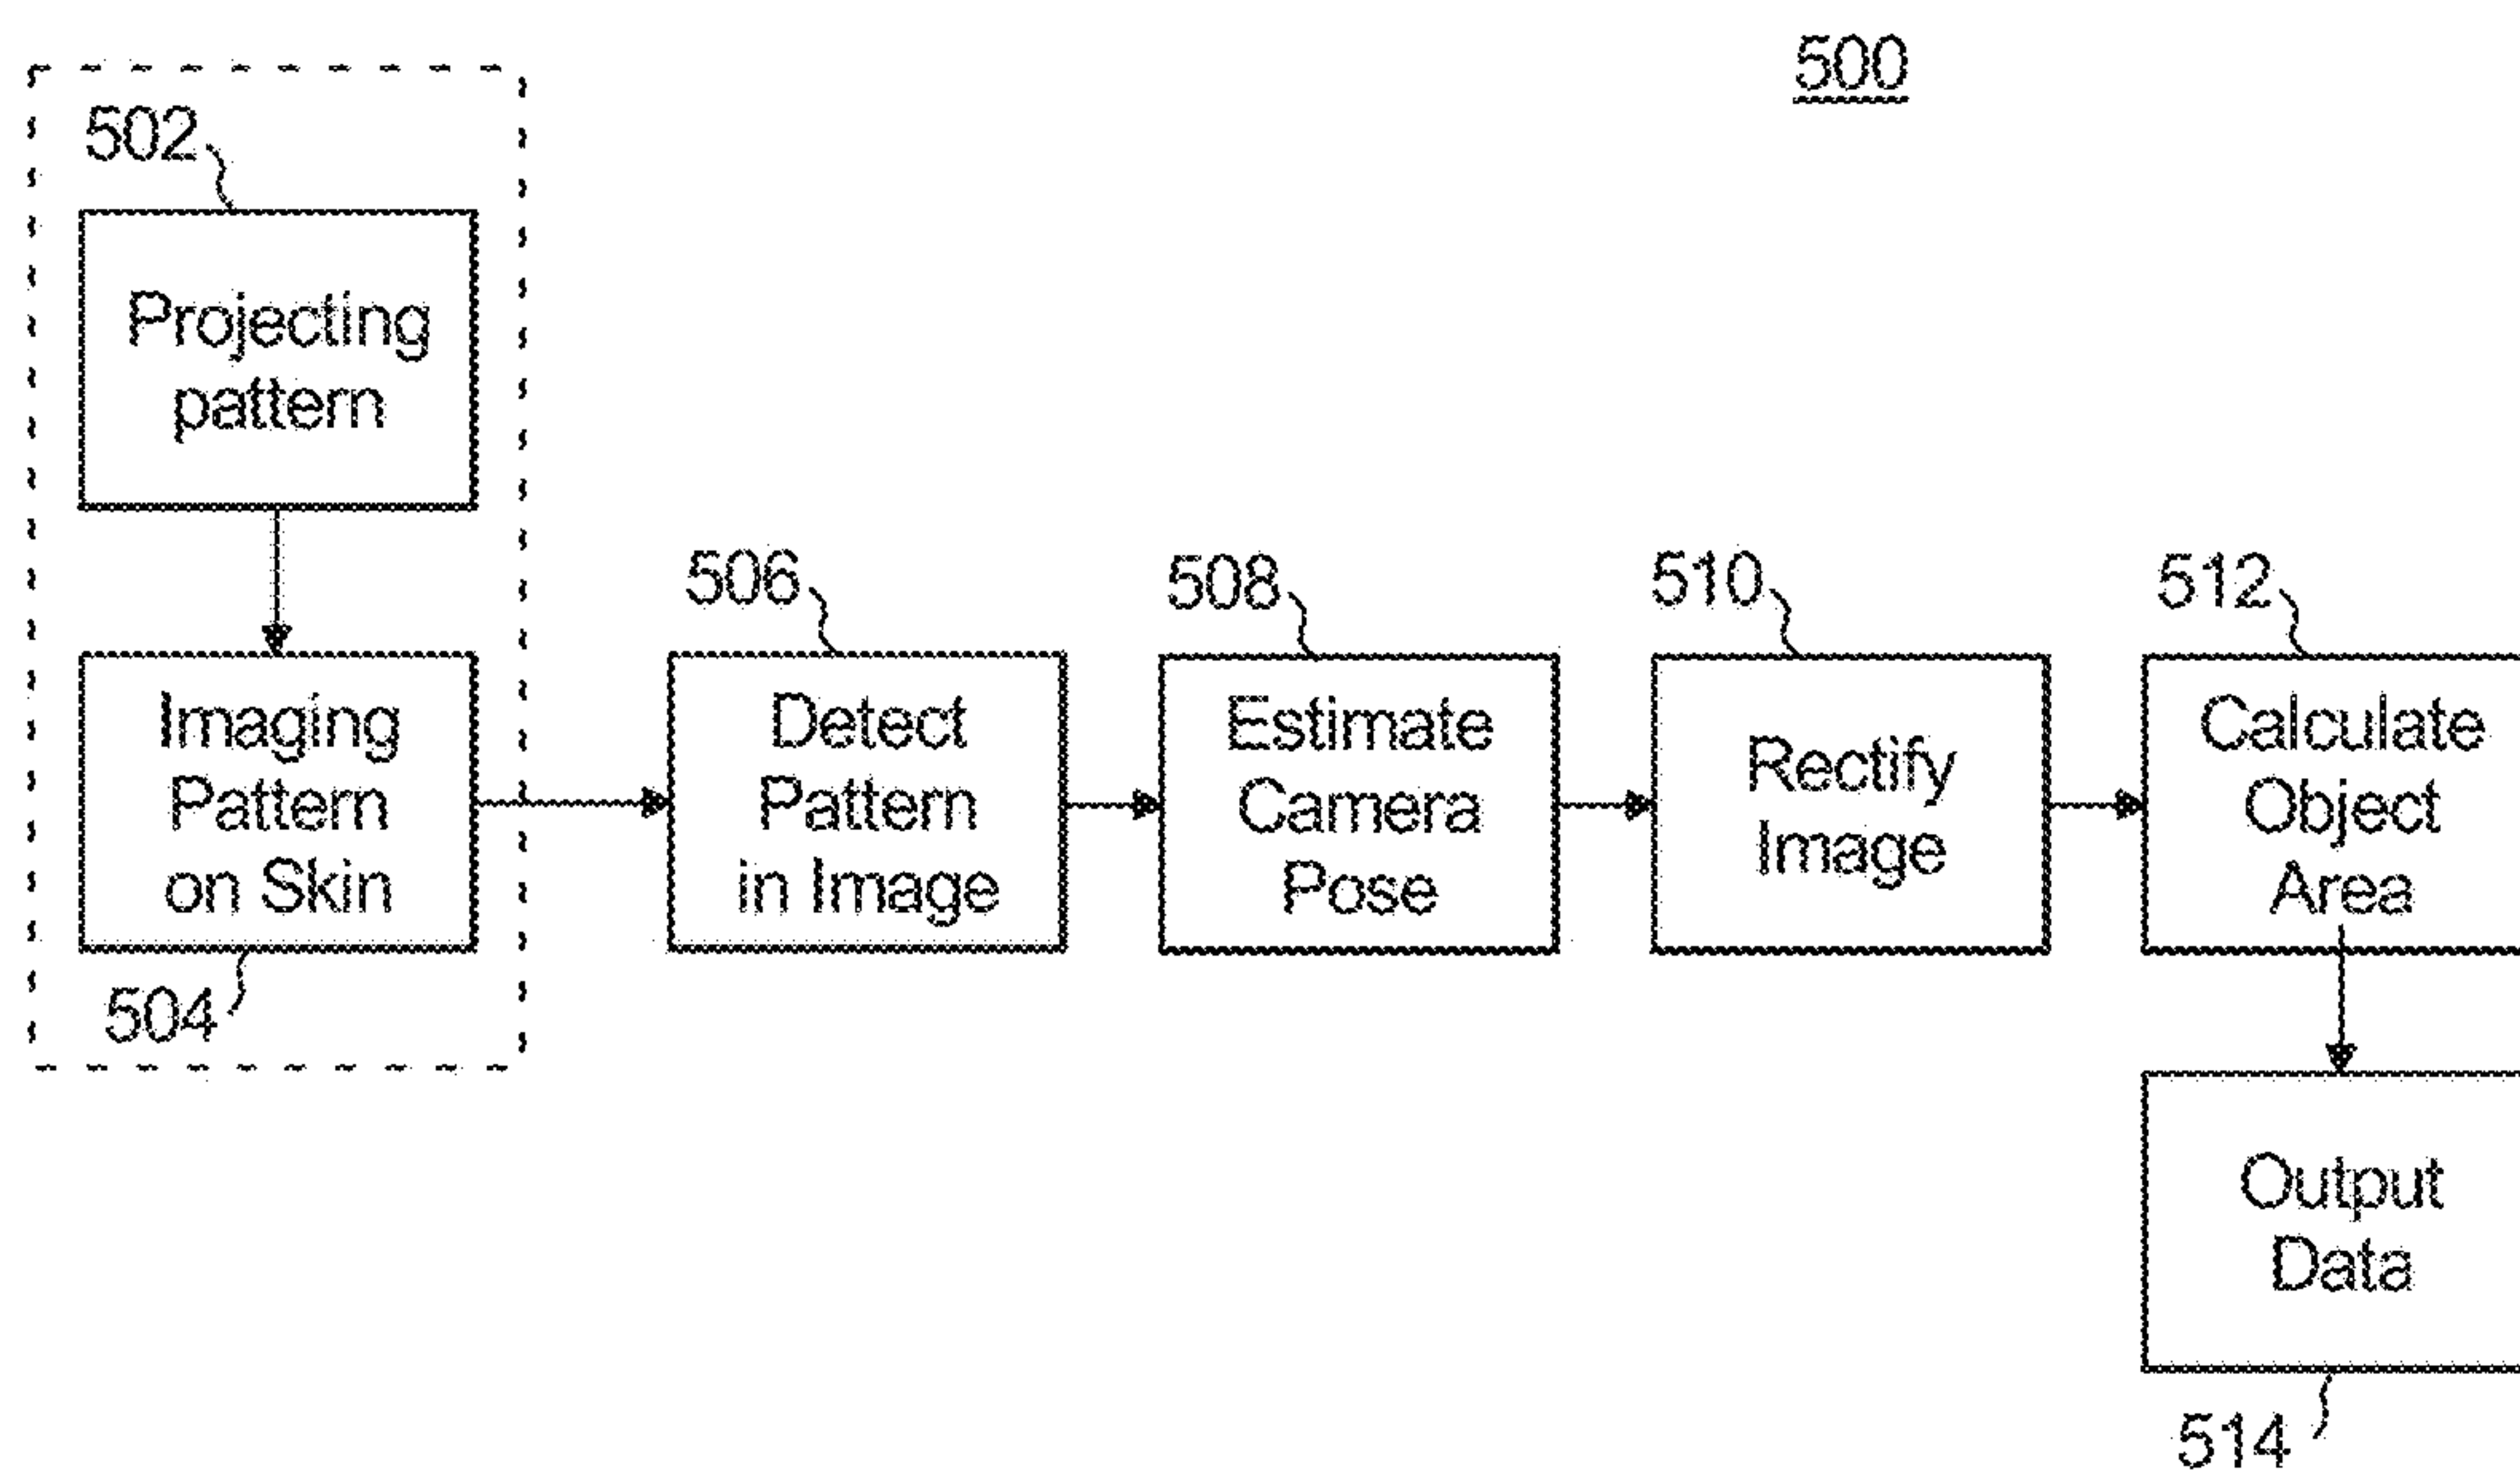 500
502
Projecting
pattern
Imaging
Pattern
on Skin
504
506
Detect
Pattern
in Image
508
Estimate
Camera
Pose
510
Rectify
Image
512
Calculate
Object
Area
Output
Data
514